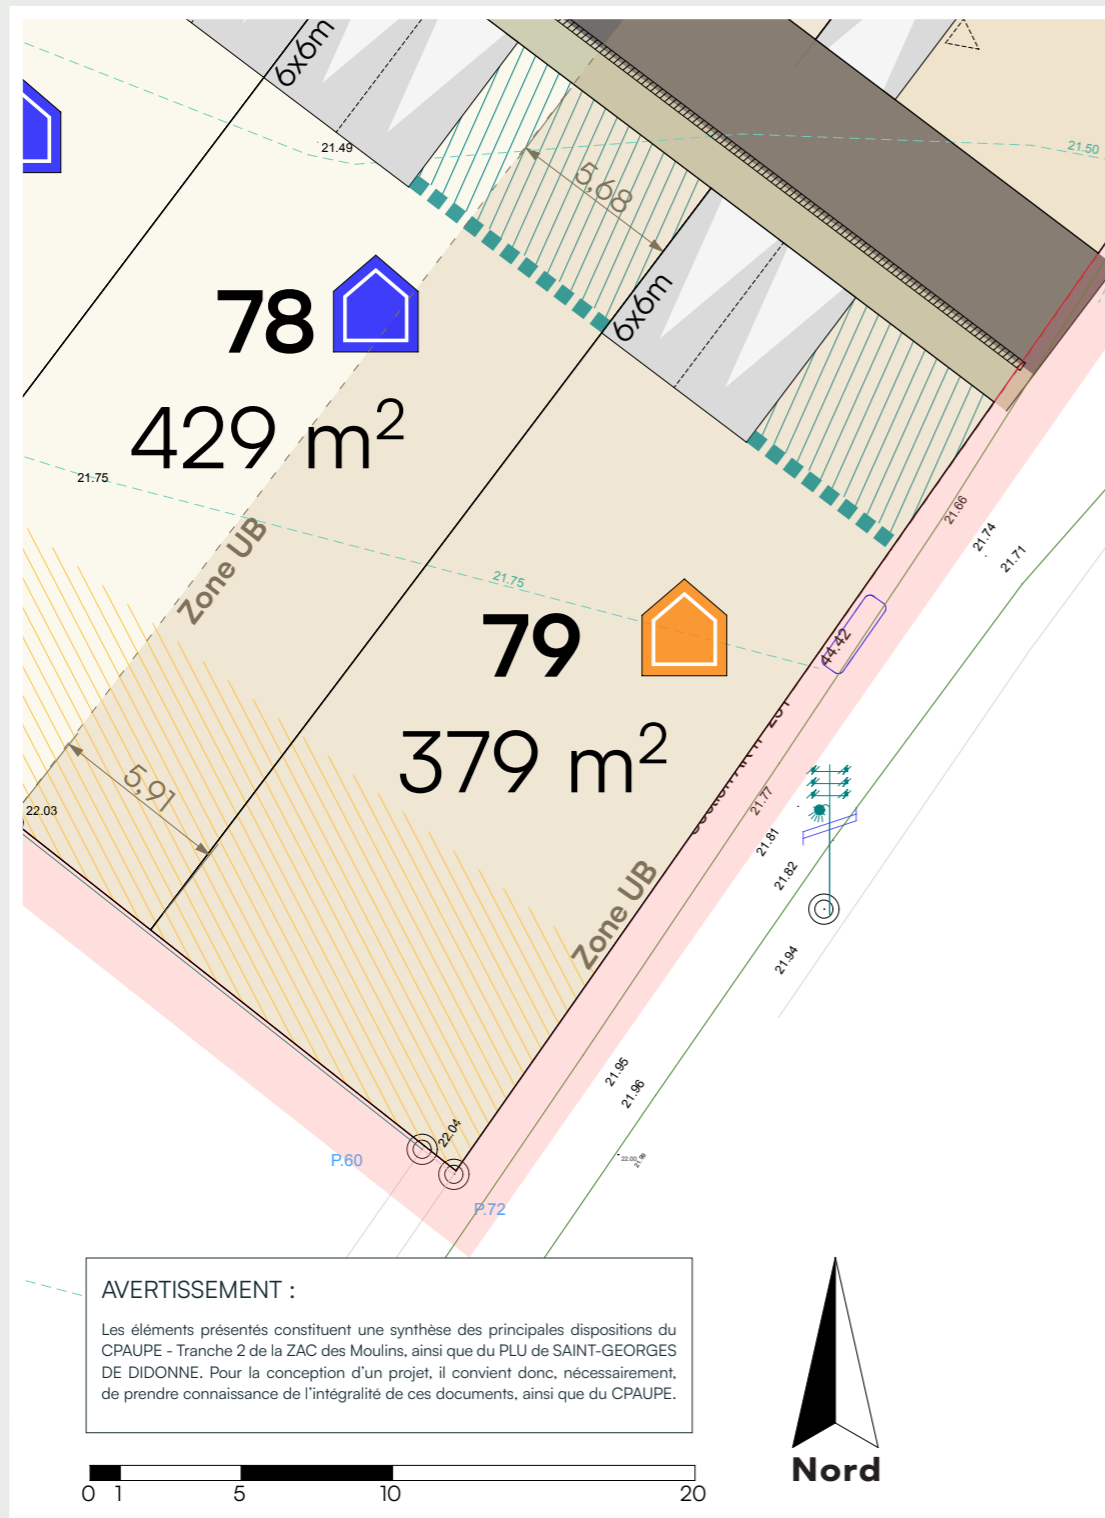 6x6m
21.49
21.50
5,68
78
6x6m
429 m²
21.75
Zone UB
21.66
21.74
21.71
21.75
79
44.42
379 m²
5,91
22.03
21.77
21.81
21.82
Zone UB
21.94
21.95
21.96
22.04
22.00
P.60
P.72
AVERTISSEMENT :
Les éléments présentés constituent une synthèse des principales dispositions du
CPAUPE - Tranche 2 de la ZAC des Moulins, ainsi que du PLU de SAINT-GEORGES
DE DIDONNE. Pour la conception d'un projet, il convient donc, nécessairement,
de prendre connaissance de l'intégralité de ces documents, ainsi que du CPAUPE.
0 1 5 10 20
Nord